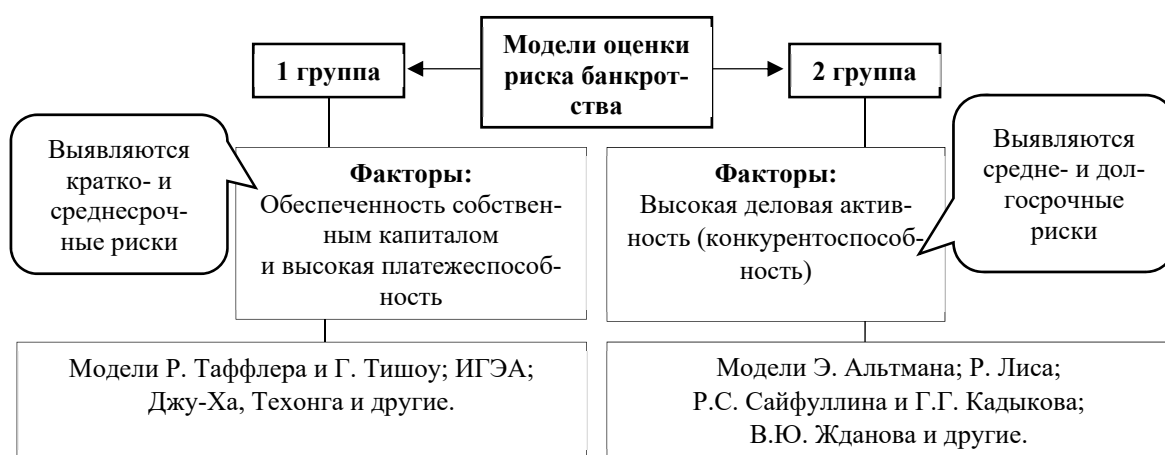 Модели оценки
риска банкрот-
ства
1 группа
2 группа
Выявляются
кратко- и
среднесроч-
ные риски
Факторы:
Обеспеченность собствен-
ным капиталом
и высокая платежеспособ-
ность
Факторы:
Высокая деловая актив-
ность (конкурентоспособ-
ность)
Выявляются
средне- и дол-
госрочные
риски
Модели Р. Таффлера и Г. Тишоу; ИГЭА;
Джу-Ха, Техонга и другие.
Модели Э. Альтмана; Р. Лиса;
Р.С. Сайфуллина и Г.Г. Кадыкова;
В.Ю. Жданова и другие.